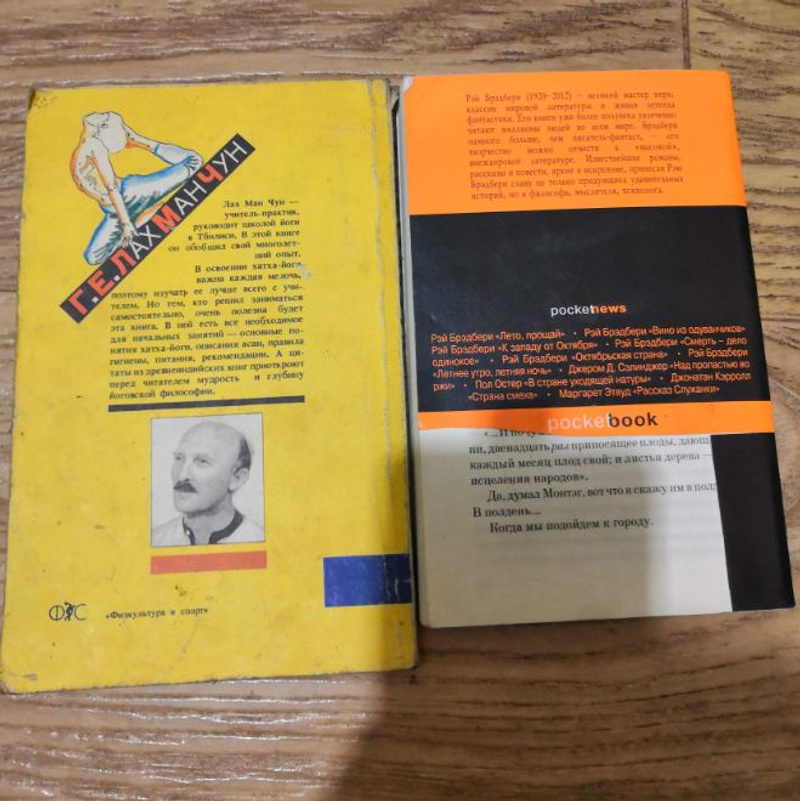 Г.Е.ЛАХ МАН ЧУН
Лах Ман Чун —
учитель-практик,
руководит школой йоги
в Тбилиси. В этой книге
он обобщил свой многолет-
ний опыт.
В освоении хатха-йоги
важна каждая мелочь,
поэтому изучать ее лучше всего с учи-
телем. Но тем, кто решил заниматься
самостоятельно, очень полезна будет
эта книга. В ней есть все необходимое
для начальных занятий — основные по-
нятия хатха-йоги, описания асан, правила
гигиены, питания, рекомендации. А ци-
таты из древнеиндийских книг приоткроют
перед читателем мудрость и глубину
йоговской философии.
ФиС
«Физкультура и спорт»
Рэй Брэдбери (1920–2012) – великий мастер пера,
классик мировой литературы и живая легенда
фантастики. Его книги уже более полувека увлеченно
читают миллионы людей во всем мире. Брэдбери
намного больше, чем писатель-фантаст, – его
творчество можно отнести к «высокой»,
внежанровой литературе. Известнейшие романы,
рассказы и повести, яркие и искренние, принесли Рэю
Брэдбери славу не только придумщика удивительных
историй, но и философа, мыслителя, психолога
pocketnews
Рэй Брэдбери «Лето, прощай» • Рэй Брэдбери «Вино из одуванчиков»
Рэй Брэдбери «К западу от Октября» • Рэй Брэдбери «Смерть – дело
одинокое» • Рэй Брэдбери «Октябрьская страна» • Рэй Брэдбери
«Летнее утро, летняя ночь» • Джером Д. Сэлинджер «Над пропастью во
ржи» • Пол Остер «В стране уходящей натуры» • Джонатан Кэрролл
«Страна смеха» • Маргарет Этвуд «Рассказ Служанки»
pocketbook
«...И по
ни, двенадцать раз приносящее плоды, дающ
каждый месяц плод свой; и листья дерева —
исцеления народов».
Да, думал Монтэг, вот что я скажу им в полд
В полдень...
Когда мы подойдем к городу.